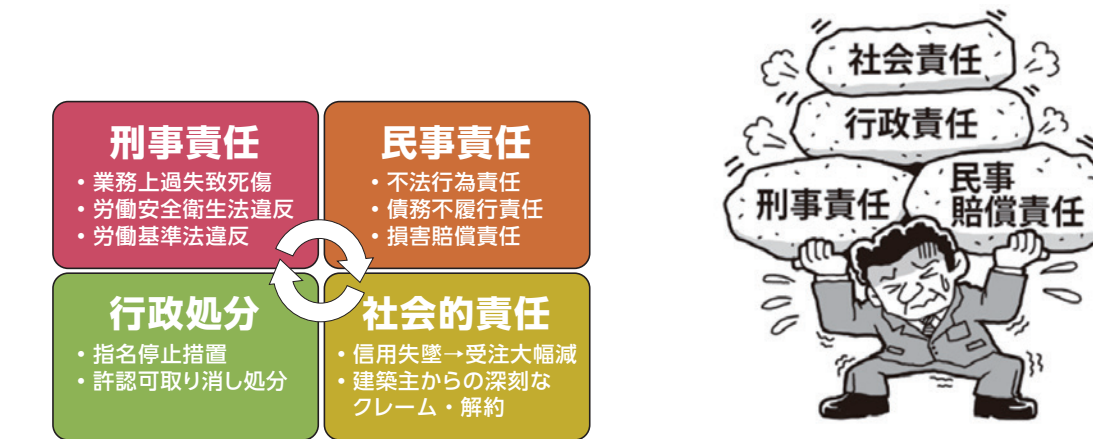 刑事責任
・業務上過失致死傷
・労働安全衛生法違反
・労働基準法違反
民事責任
・不法行為責任
・債務不履行責任
・損害賠償責任
行政処分
・指名停止措置
・許認可取り消し処分
社会的責任
・信用失墜→受注大幅減
・建築主からの深刻な
クレーム・解約
社会責任
行政責任
刑事責任
民事
賠償責任